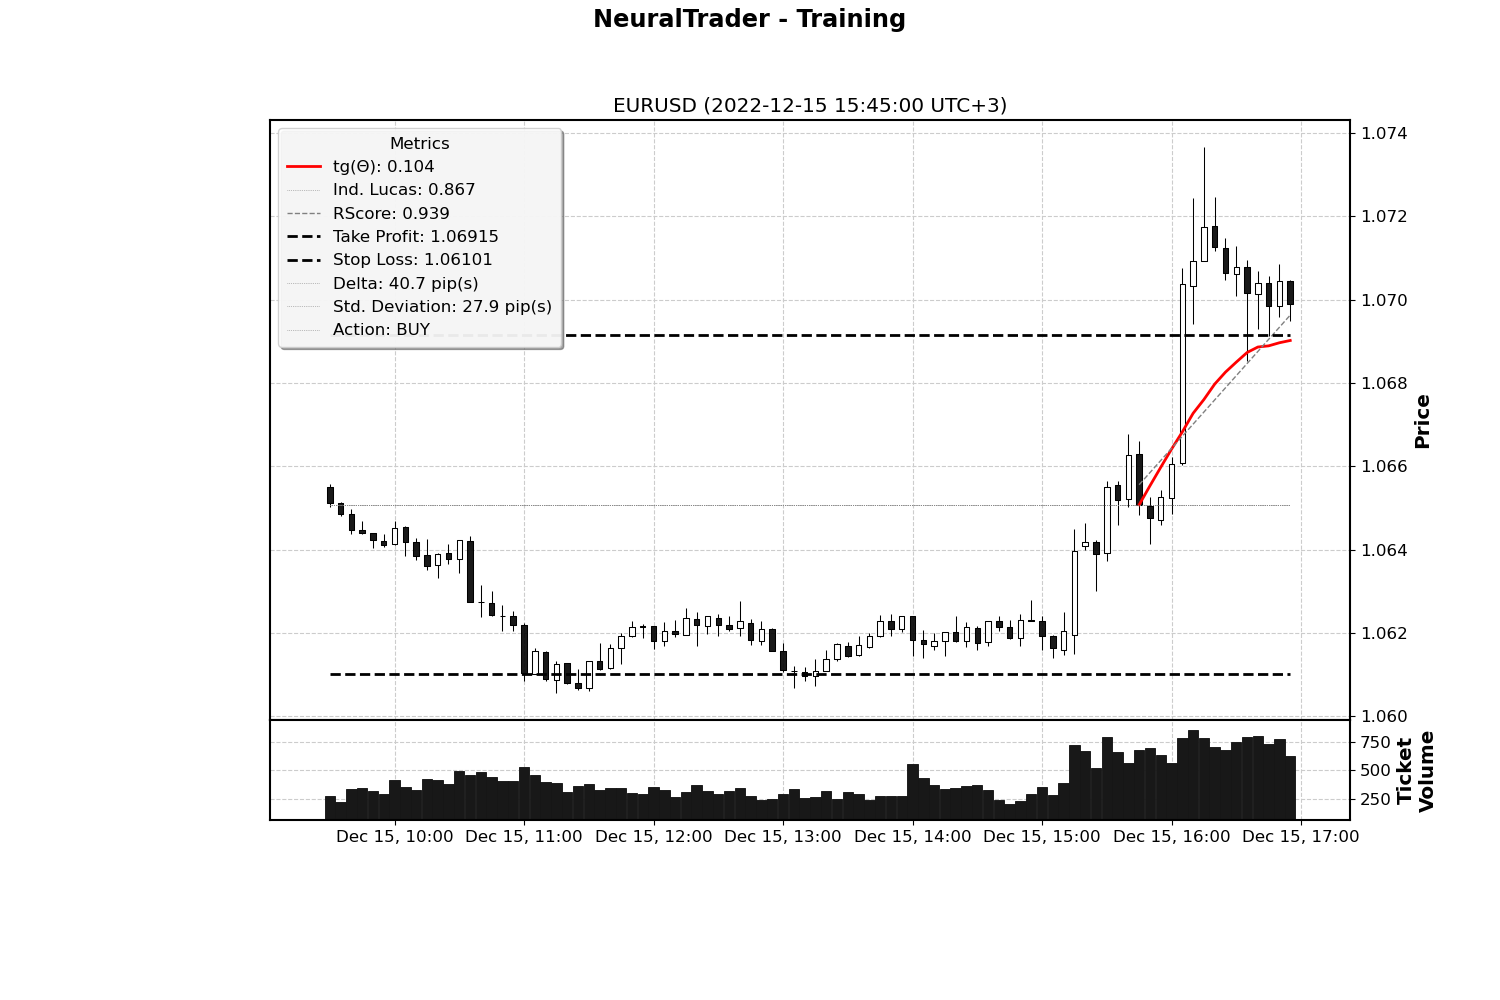 NeuralTrader - Training
EURUSD (2022-12-15 15:45:00 UTC+3)
Metrics
tg(Θ): 0.104
Ind. Lucas: 0.867
RScore: 0.939
Take Profit: 1.06915
Stop Loss: 1.06101
Delta: 40.7 pip(s)
Std. Deviation: 27.9 pip(s)
Action: BUY
1.074
1.072
1.070
1.068
1.066
1.064
1.062
1.060
Price
750
500
250
Ticket
Volume
Dec 15, 10:00
Dec 15, 11:00
Dec 15, 12:00
Dec 15, 13:00
Dec 15, 14:00
Dec 15, 15:00
Dec 15, 16:00
Dec 15, 17:00